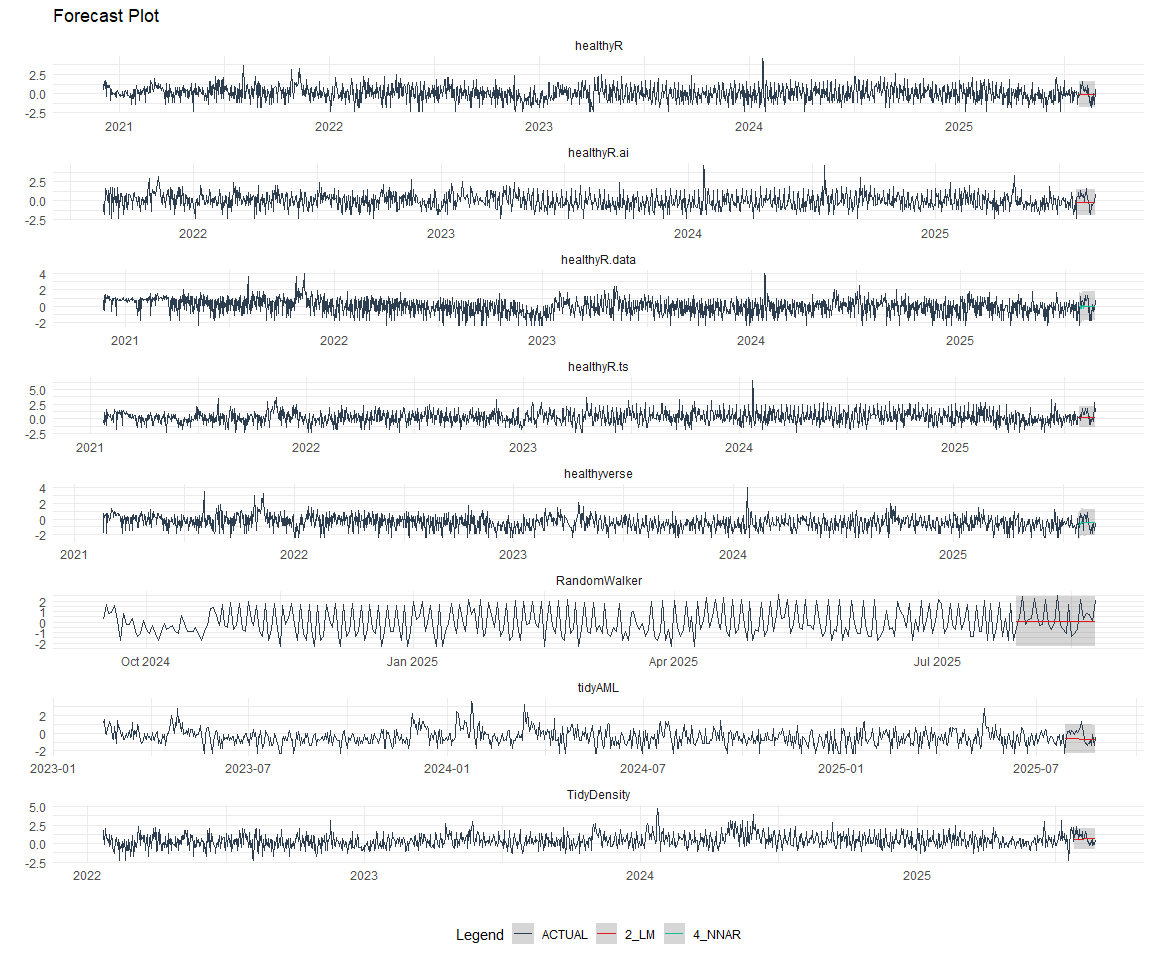 Forecast Plot
healthyR
2.5
0.0
-2.5
2021 2022 2023 2024 2025
healthyR.ai
2.5
0.0
-2.5
2022 2023 2024 2025
healthyR.data
4
2
0
-2
2021 2022 2023 2024 2025
healthyR.ts
5.0
2.5
0.0
-2.5
2021 2022 2023 2024 2025
healthyverse
4
2
0
-2
2021 2022 2023 2024 2025
RandomWalker
2
1
0
-1
-2
Oct 2024 Jan 2025 Apr 2025 Jul 2025
tidyAML
2
0
-2
2023-01 2023-07 2024-01 2024-07 2025-01 2025-07
TidyDensity
5.0
2.5
0.0
-2.5
2022 2023 2024 2025
Legend ACTUAL 2_LM 4_NNAR